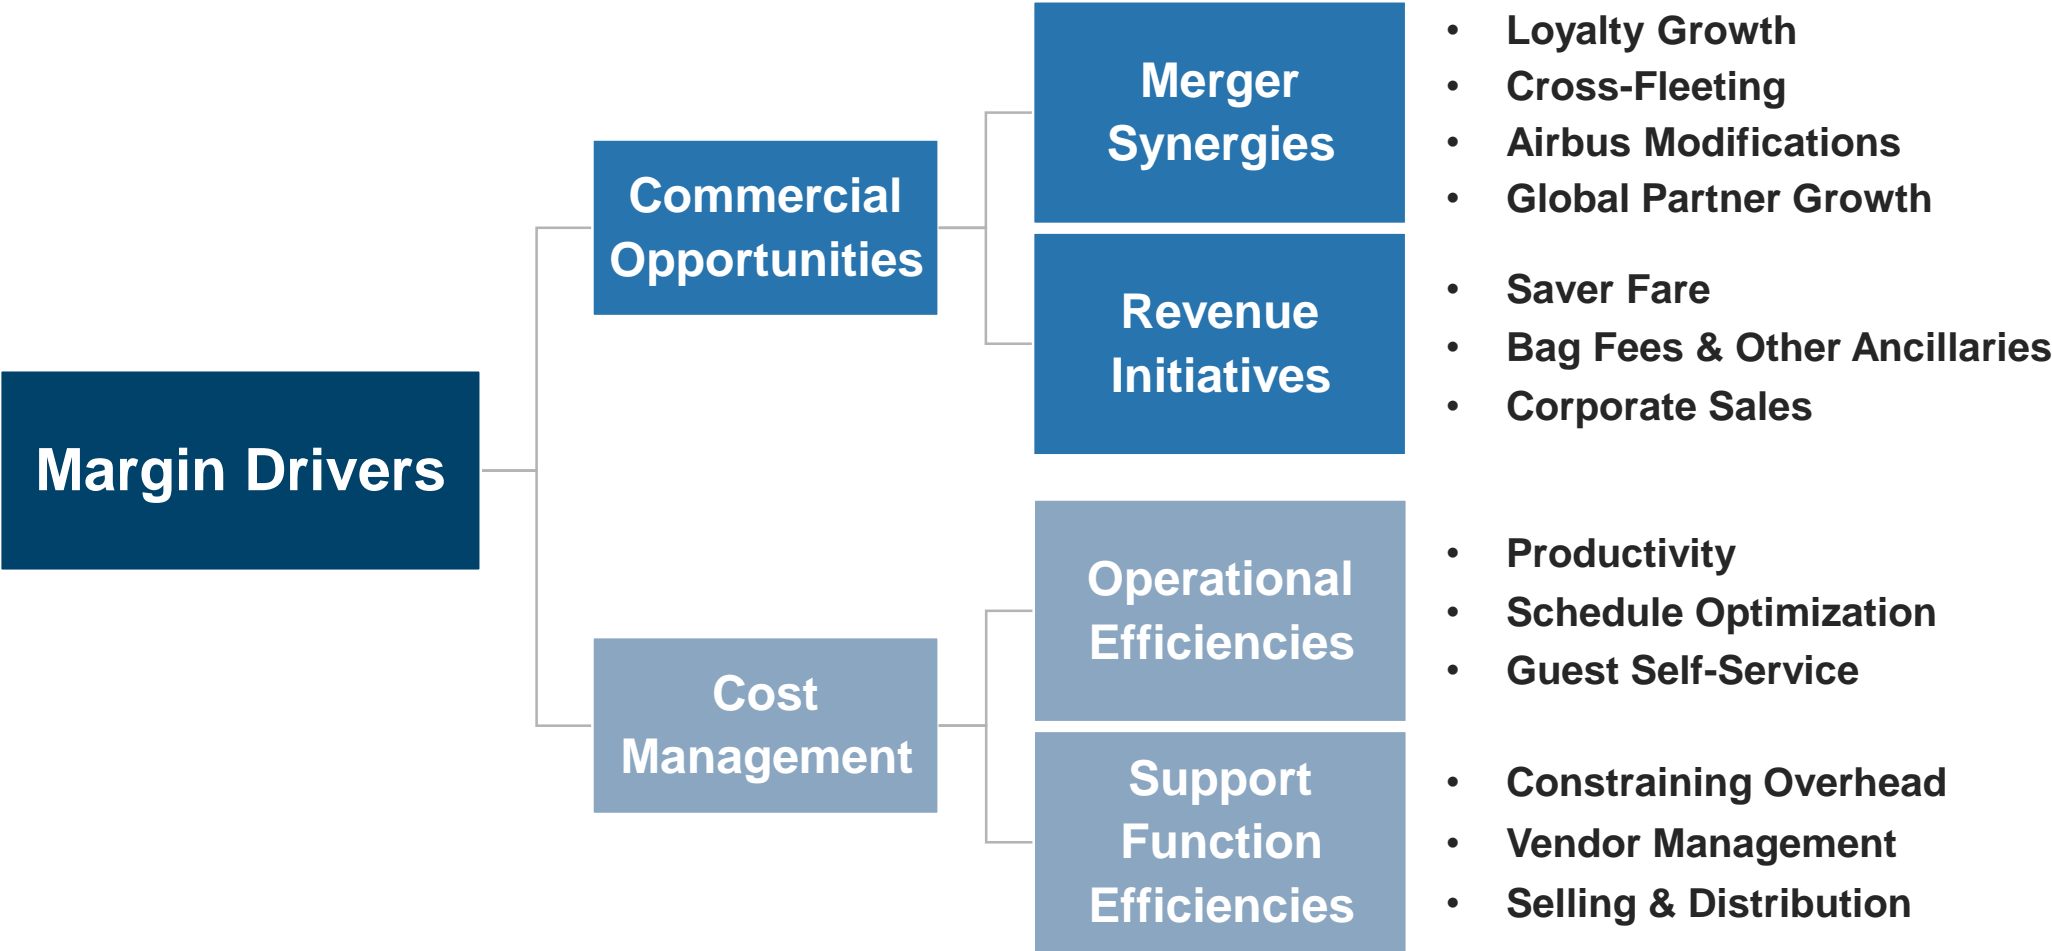 Margin Drivers
Commercial
Opportunities
Merger
Synergies
• Loyalty Growth
• Cross-Fleeting
• Airbus Modifications
• Global Partner Growth
Revenue
Initiatives
• Saver Fare
• Bag Fees & Other Ancillaries
• Corporate Sales
Cost
Management
Operational
Efficiencies
• Productivity
• Schedule Optimization
• Guest Self-Service
Support
Function
Efficiencies
• Constraining Overhead
• Vendor Management
• Selling & Distribution